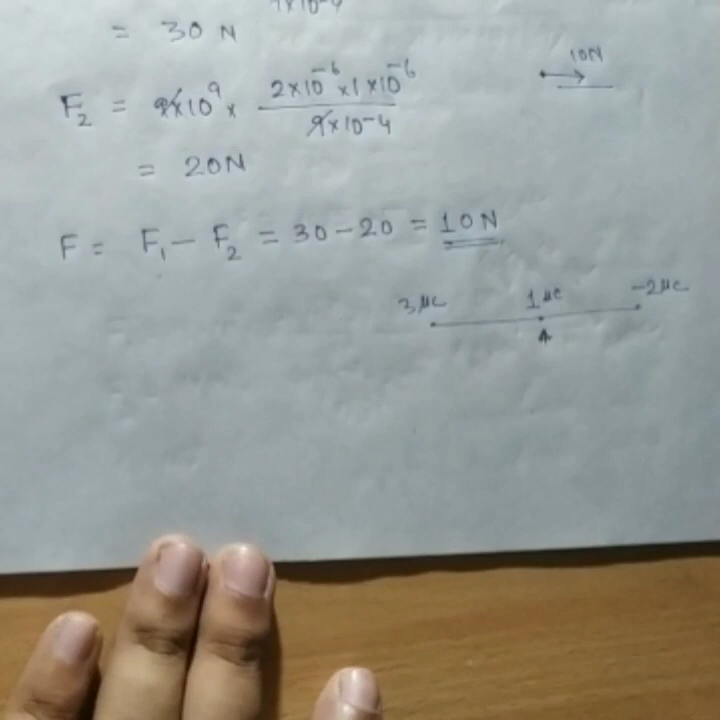 = 30 N
10N
F₂ = 9×10⁹ × 2×10⁻⁶×1×10⁻⁶ / 9×10⁻⁴
= 20N
F = F₁ − F₂ = 30 − 20 = 10 N
3μc 1μc −2μc
A